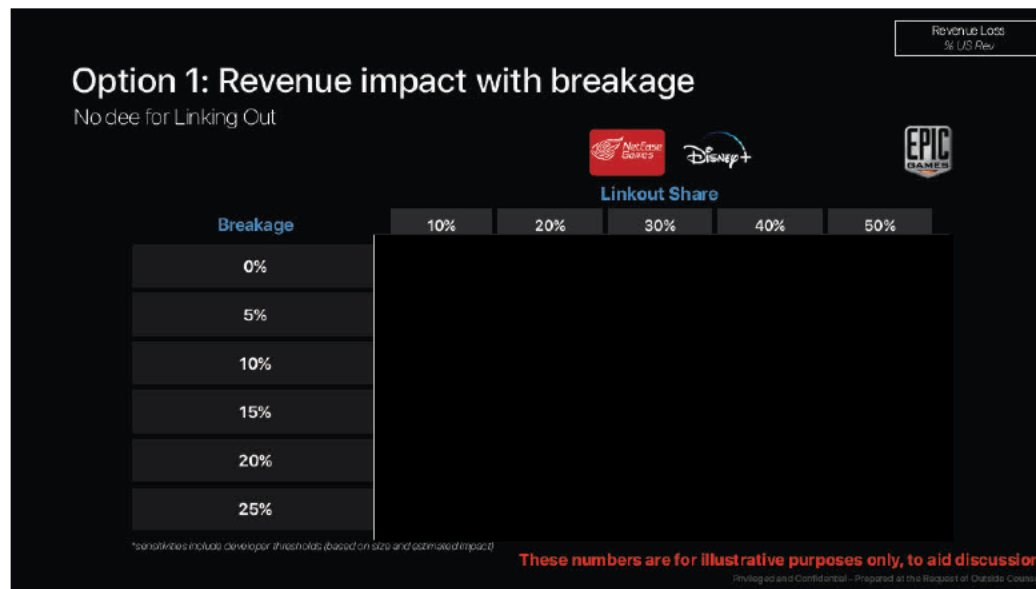 Revenue Loss
% US Rev
Option 1: Revenue impact with breakage
No dee for Linking Out
NetEase
Games
Disney+
EPIC
GAMES
Linkout Share
Breakage
10% 20% 30% 40% 50%
0%
5%
10%
15%
20%
25%
*sensitivities include developer thresholds (based on size and estimated impact)
These numbers are for illustrative purposes only, to aid discussion
Privileged and Confidential – Prepared at the Request of Outside Counse